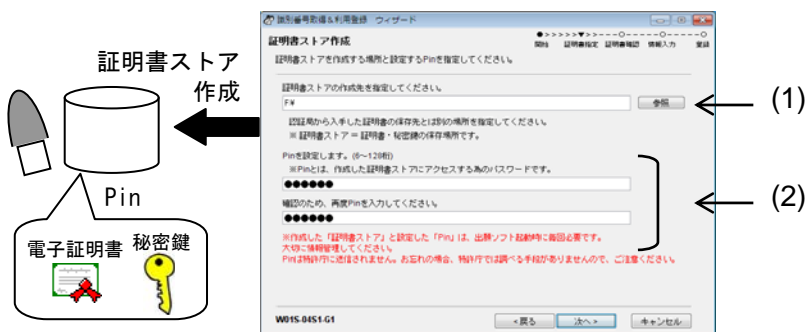 証明書ストア
作成
Pin
電子証明書
秘密鍵
識別番号取得&利用登録 ウィザード
証明書ストア作成
●>>>>>▼>>---○-----○-----○
開始 証明書指定 証明書確認 情報入力 登録
証明書ストアを作成する場所と設定するPinを指定してください。
証明書ストアの作成先を指定してください。
F¥
参照
(1)
認証局から入手した証明書の保存先とは別の場所を指定してください。
※証明書ストア=証明書・秘密鍵の保存場所です。
Pinを設定します。(6~128桁)
※Pinとは、作成した証明書ストアにアクセスする為のパスワードです。
●●●●●●
(2)
確認のため、再度Pinを入力してください。
●●●●●●
※作成した「証明書ストア」と設定した「Pin」は、出願ソフト起動時に毎回必要です。
大切に情報管理してください。
Pinは特許庁に送信されません。お忘れの場合、特許庁では調べる手段がありませんので、ご注意ください。
W01S-04S1-G1
<戻る
次へ>
キャンセル